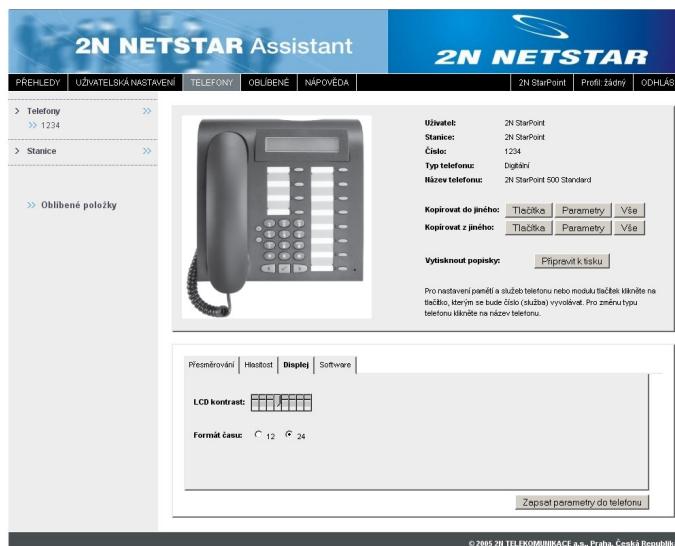 2N NETSTAR Assistant
2N NETSTAR
PŘEHLEDY UŽIVATELSKÁ NASTAVENÍ TELEFONY OBLÍBENÉ NÁPOVĚDA 2N StarPoint Profil: žádný ODHLÁS
> Telefony >>
>> 1234
> Stanice >>
>> Oblíbené položky
Uživatel: 2N StarPoint
Stanice: 2N StarPoint
Číslo: 1234
Typ telefonu: Digitální
Název telefonu: 2N StarPoint 500 Standard
Kopírovat do jiného: Tlačítka Parametry Vše
Kopírovat z jiného: Tlačítka Parametry Vše
Vytisknout popisky: Připravit k tisku
Pro nastavení pamětí a služeb telefonu nebo modulu tlačítek klikněte na
tlačítko, kterým se bude číslo (služba) vyvolávat. Pro změnu typu
telefonu klikněte na název telefonu.
Přesměrování Hlasitost Displej Software
LCD kontrast:
Formát času: 12 24
Zapsat parametry do telefonu
© 2005 2N TELEKOMUNIKACE a.s., Praha, Česká Republik